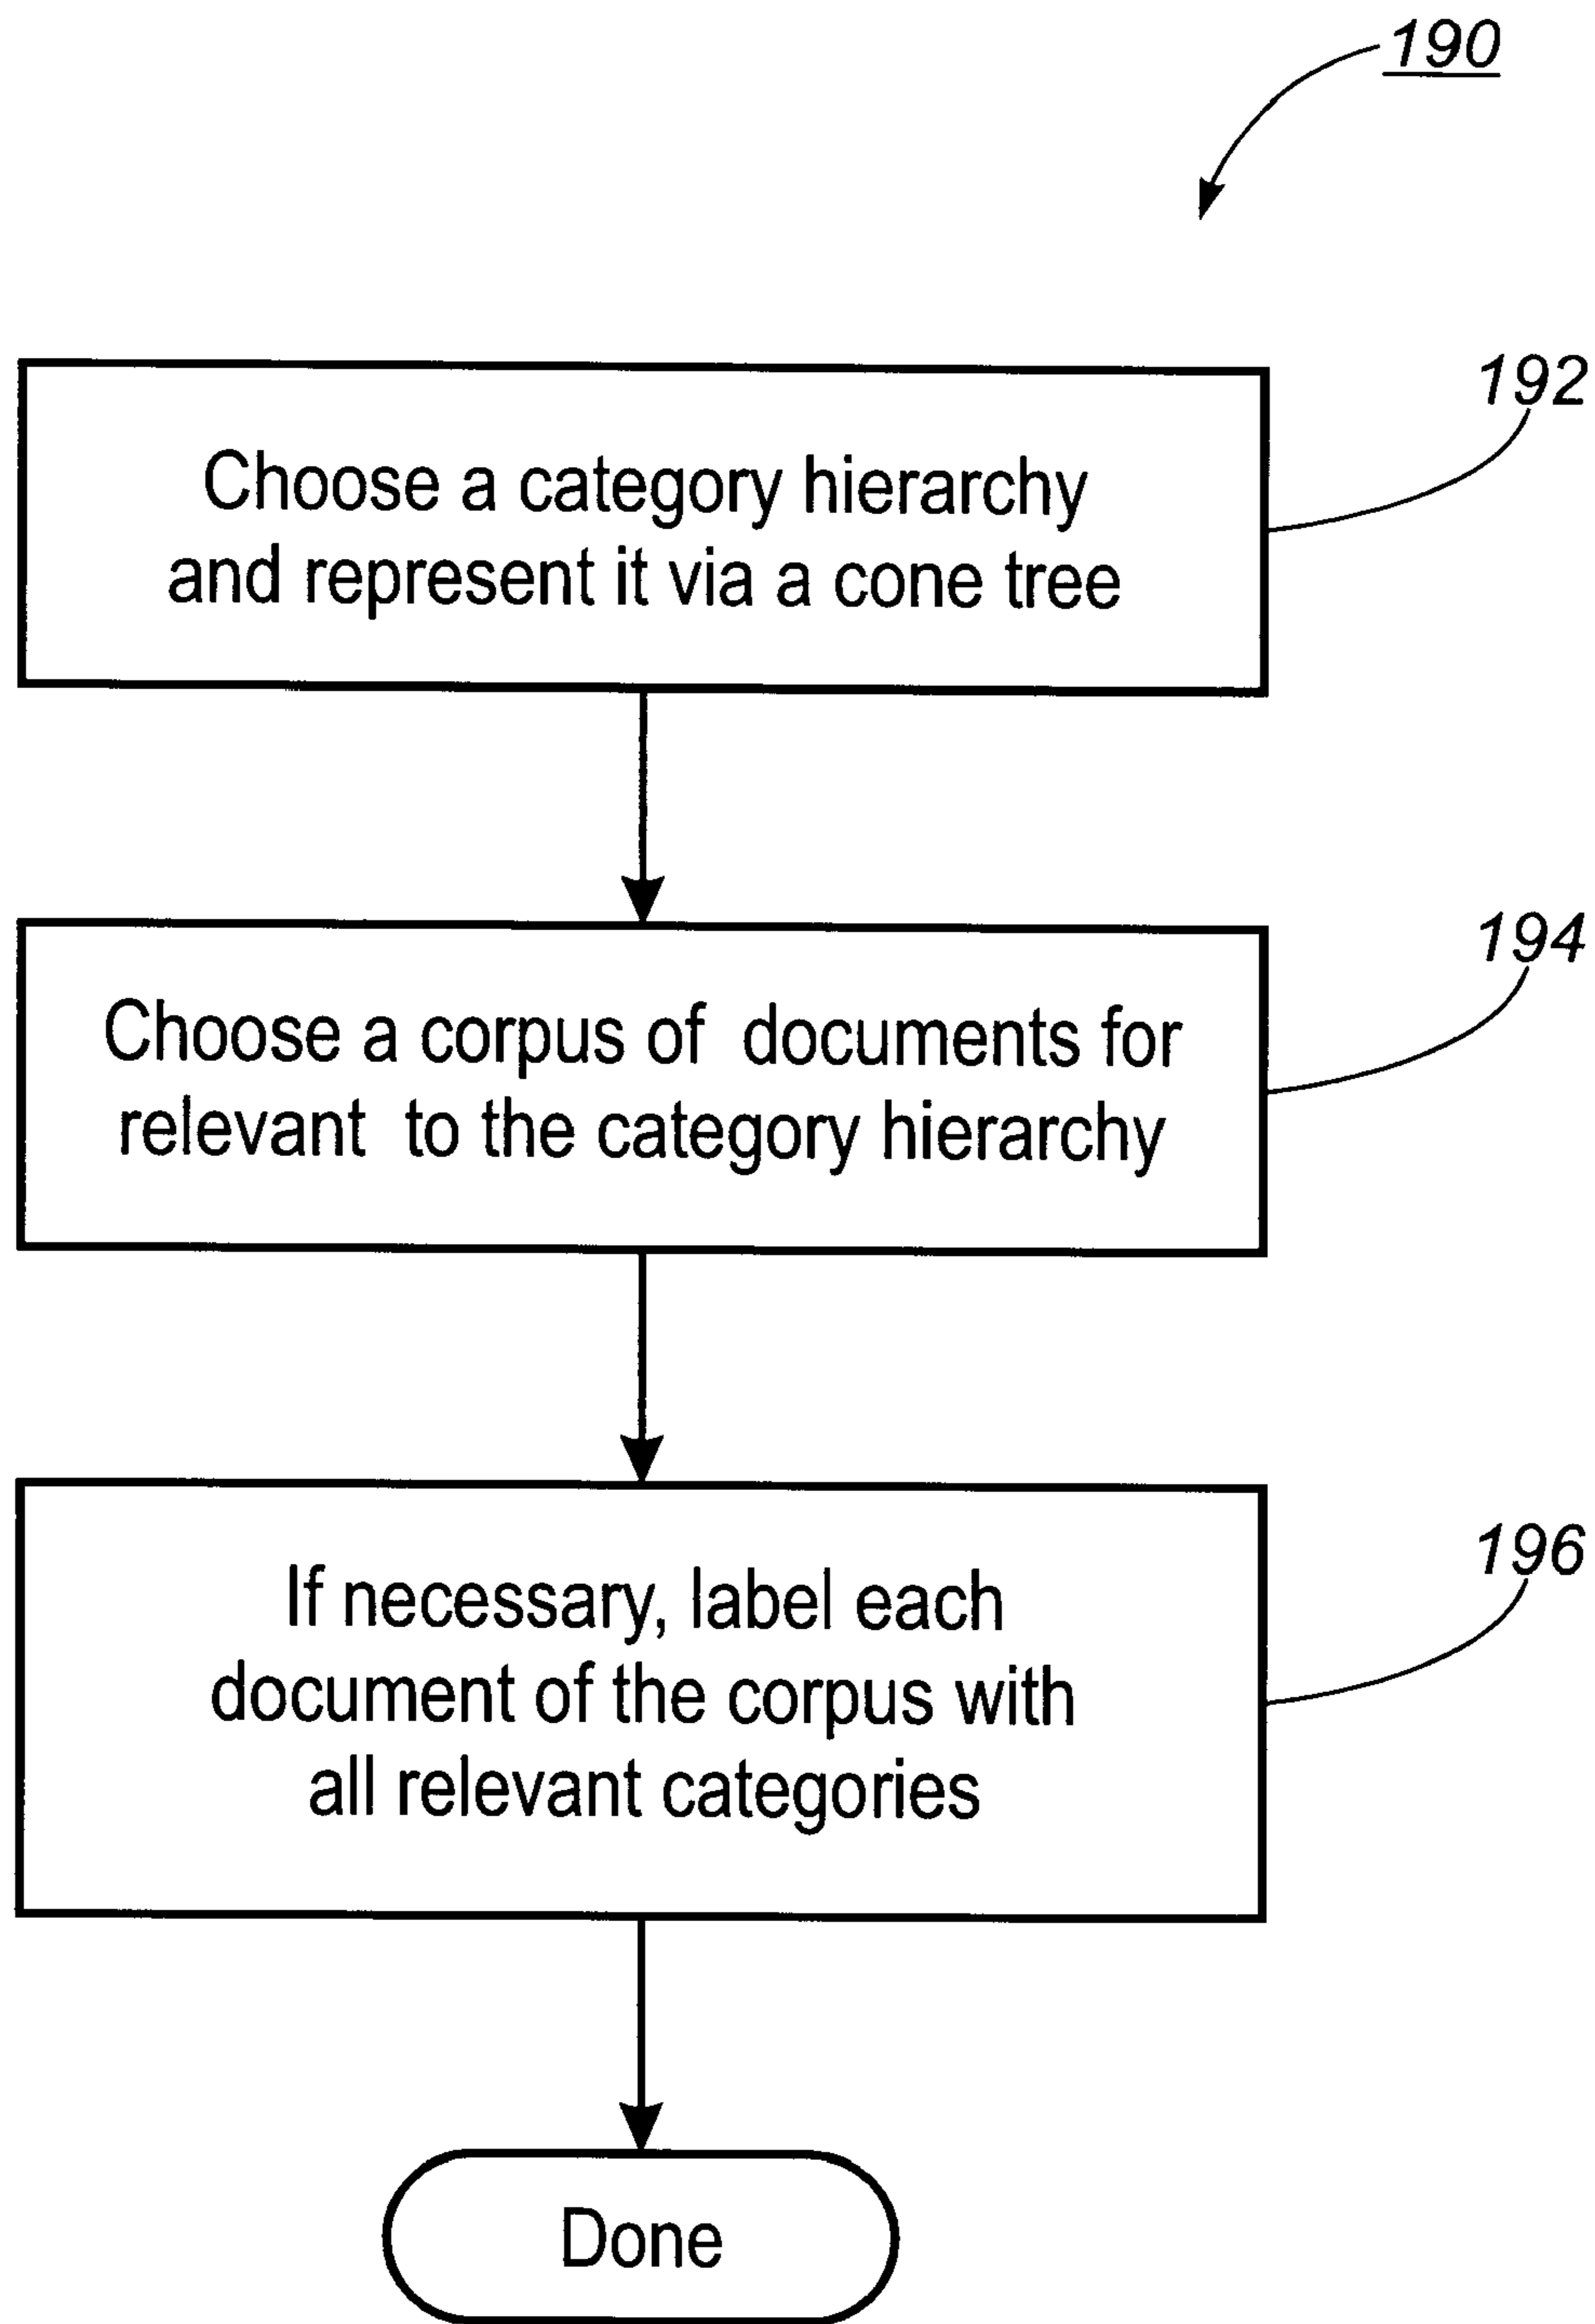 190
192
Choose a category hierarchy
and represent it via a cone tree
194
Choose a corpus of documents for
relevant to the category hierarchy
196
If necessary, label each
document of the corpus with
all relevant categories
Done